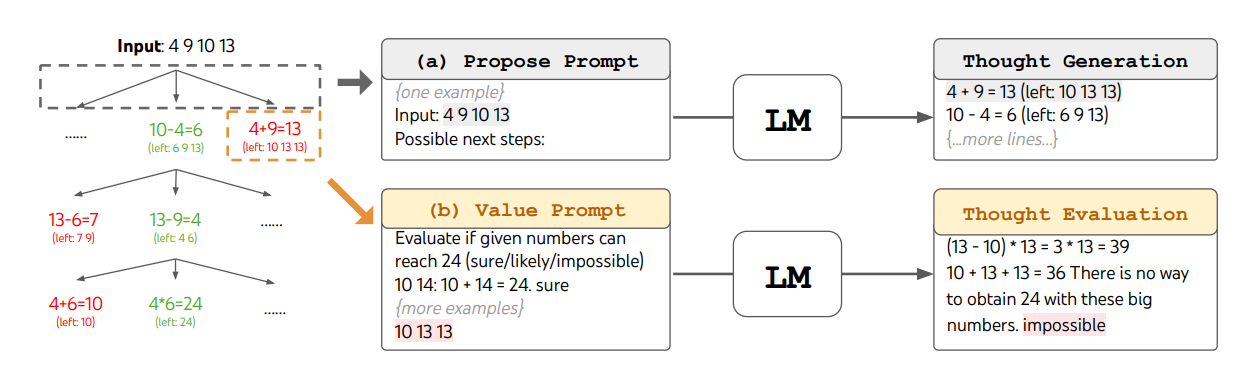 Input: 4 9 10 13
......
10-4=6
(left: 6 9 13)
4+9=13
(left: 10 13 13)
13-6=7
(left: 7 9)
13-9=4
(left: 4 6)
......
4+6=10
(left: 10)
4*6=24
(left: 24)
......
(a) Propose Prompt
{one example}
Input: 4 9 10 13
Possible next steps:
LM
Thought Generation
4 + 9 = 13 (left: 10 13 13)
10 - 4 = 6 (left: 6 9 13)
{...more lines...}
(b) Value Prompt
Evaluate if given numbers can
reach 24 (sure/likely/impossible)
10 14: 10 + 14 = 24. sure
{more examples}
10 13 13
LM
Thought Evaluation
(13 - 10) * 13 = 3 * 13 = 39
10 + 13 + 13 = 36 There is no way
to obtain 24 with these big
numbers. impossible